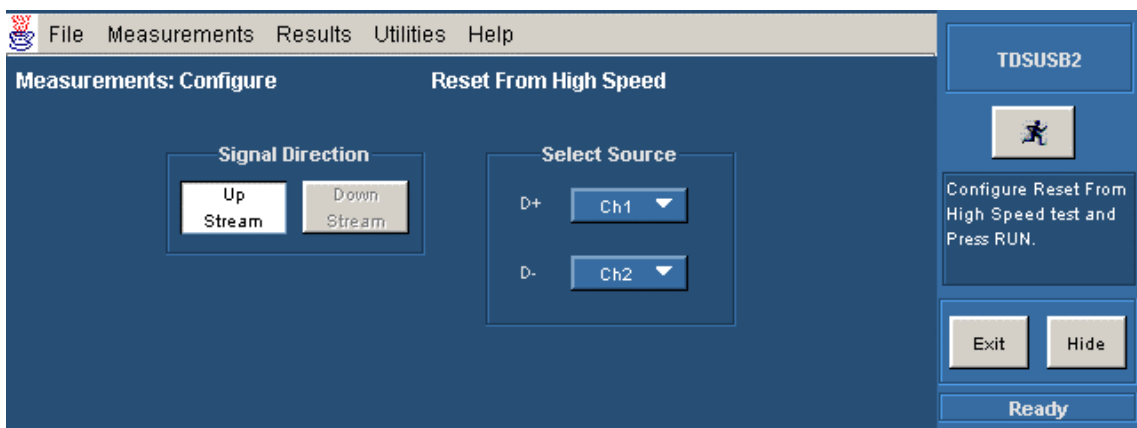 File Measurements Results Utilities Help
Measurements: Configure
Reset From High Speed
Signal Direction
Up
Stream
Down
Stream
Select Source
D+
Ch1
D-
Ch2
TDSUSB2
Configure Reset From
High Speed test and
Press RUN.
Exit
Hide
Ready